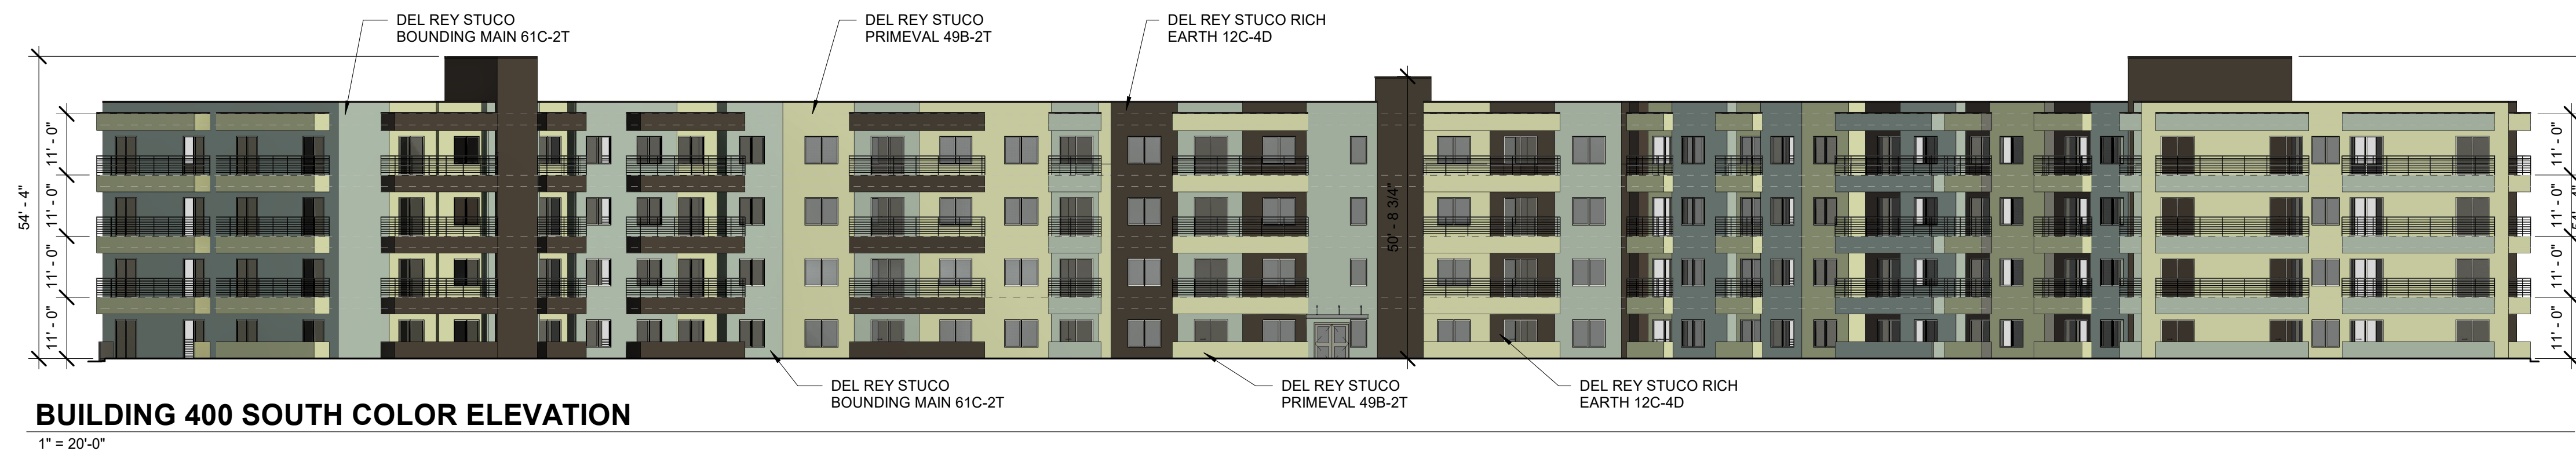 DEL REY STUCO
BOUNDING MAIN 61C-2T
DEL REY STUCO
PRIMEVAL 49B-2T
DEL REY STUCO RICH
EARTH 12C-4D
54' - 4"
11' - 0"
11' - 0"
11' - 0"
11' - 0"
50' - 8 3/4"
11' - 0"
11' - 0"
11' - 0"
11' - 0"
DEL REY STUCO
BOUNDING MAIN 61C-2T
DEL REY STUCO
PRIMEVAL 49B-2T
DEL REY STUCO RICH
EARTH 12C-4D
BUILDING 400 SOUTH COLOR ELEVATION
1" = 20'-0"